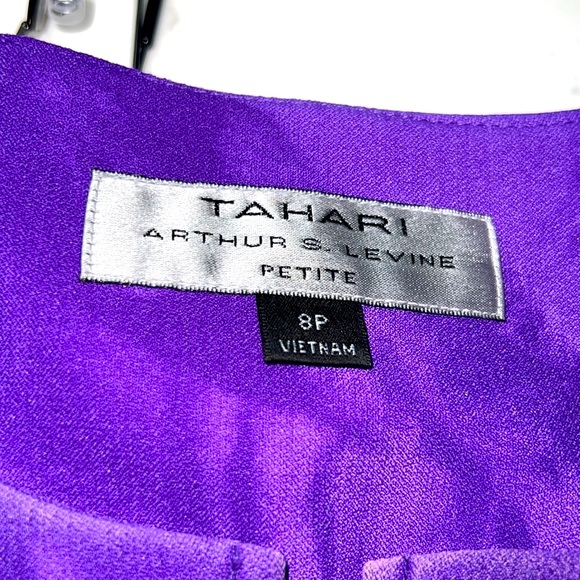 TAHARI
ARTHUR S. LEVINE
PETITE
8P
VIETNAM